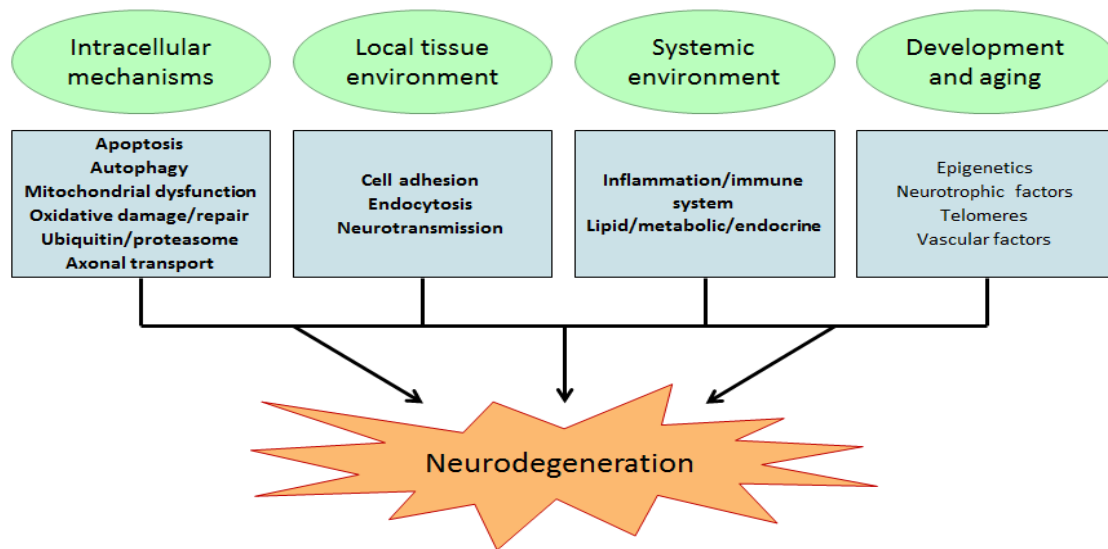 Intracellular
mechanisms
Local tissue
environment
Systemic
environment
Development
and aging
Apoptosis
Autophagy
Mitochondrial dysfunction
Oxidative damage/repair
Ubiquitin/proteasome
Axonal transport
Cell adhesion
Endocytosis
Neurotransmission
Inflammation/immune
system
Lipid/metabolic/endocrine
Epigenetics
Neurotrophic factors
Telomeres
Vascular factors
Neurodegeneration